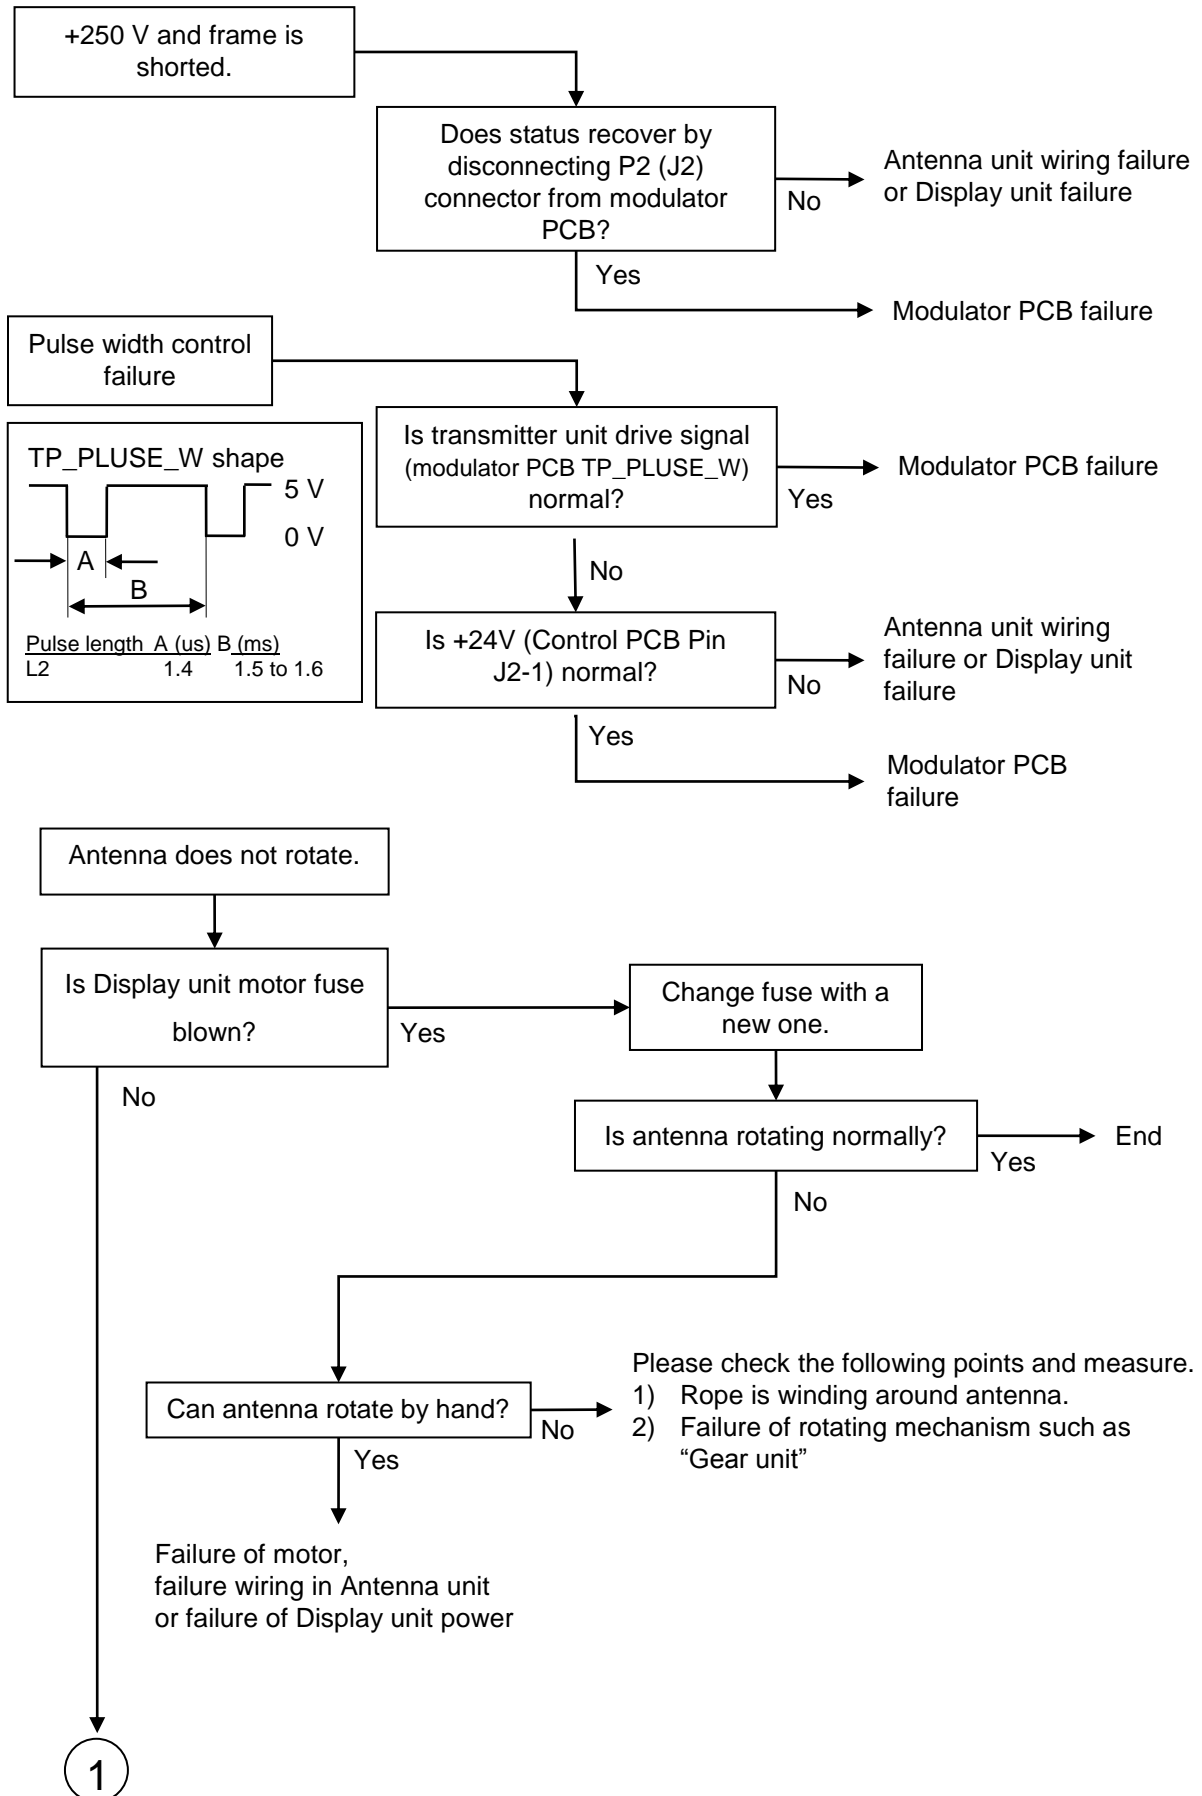 +250 V and frame is
shorted.
Does status recover by
disconnecting P2 (J2)
connector from modulator
PCB?
No
Antenna unit wiring failure
or Display unit failure
Yes
Modulator PCB failure
Pulse width control
failure
Is transmitter unit drive signal
(modulator PCB TP_PLUSE_W)
normal?
Yes
Modulator PCB failure
TP_PLUSE_W shape
5 V
0 V
A
B
Pulse length A (us) B (ms)
L2 1.4 1.5 to 1.6
No
Is +24V (Control PCB Pin
J2-1) normal?
No
Antenna unit wiring
failure or Display unit
failure
Yes
Modulator PCB
failure
Antenna does not rotate.
Is Display unit motor fuse
blown?
Yes
Change fuse with a
new one.
No
Is antenna rotating normally?
Yes
End
No
Can antenna rotate by hand?
No
Please check the following points and measure.
1) Rope is winding around antenna.
2) Failure of rotating mechanism such as
“Gear unit”
Yes
Failure of motor,
failure wiring in Antenna unit
or failure of Display unit power
1